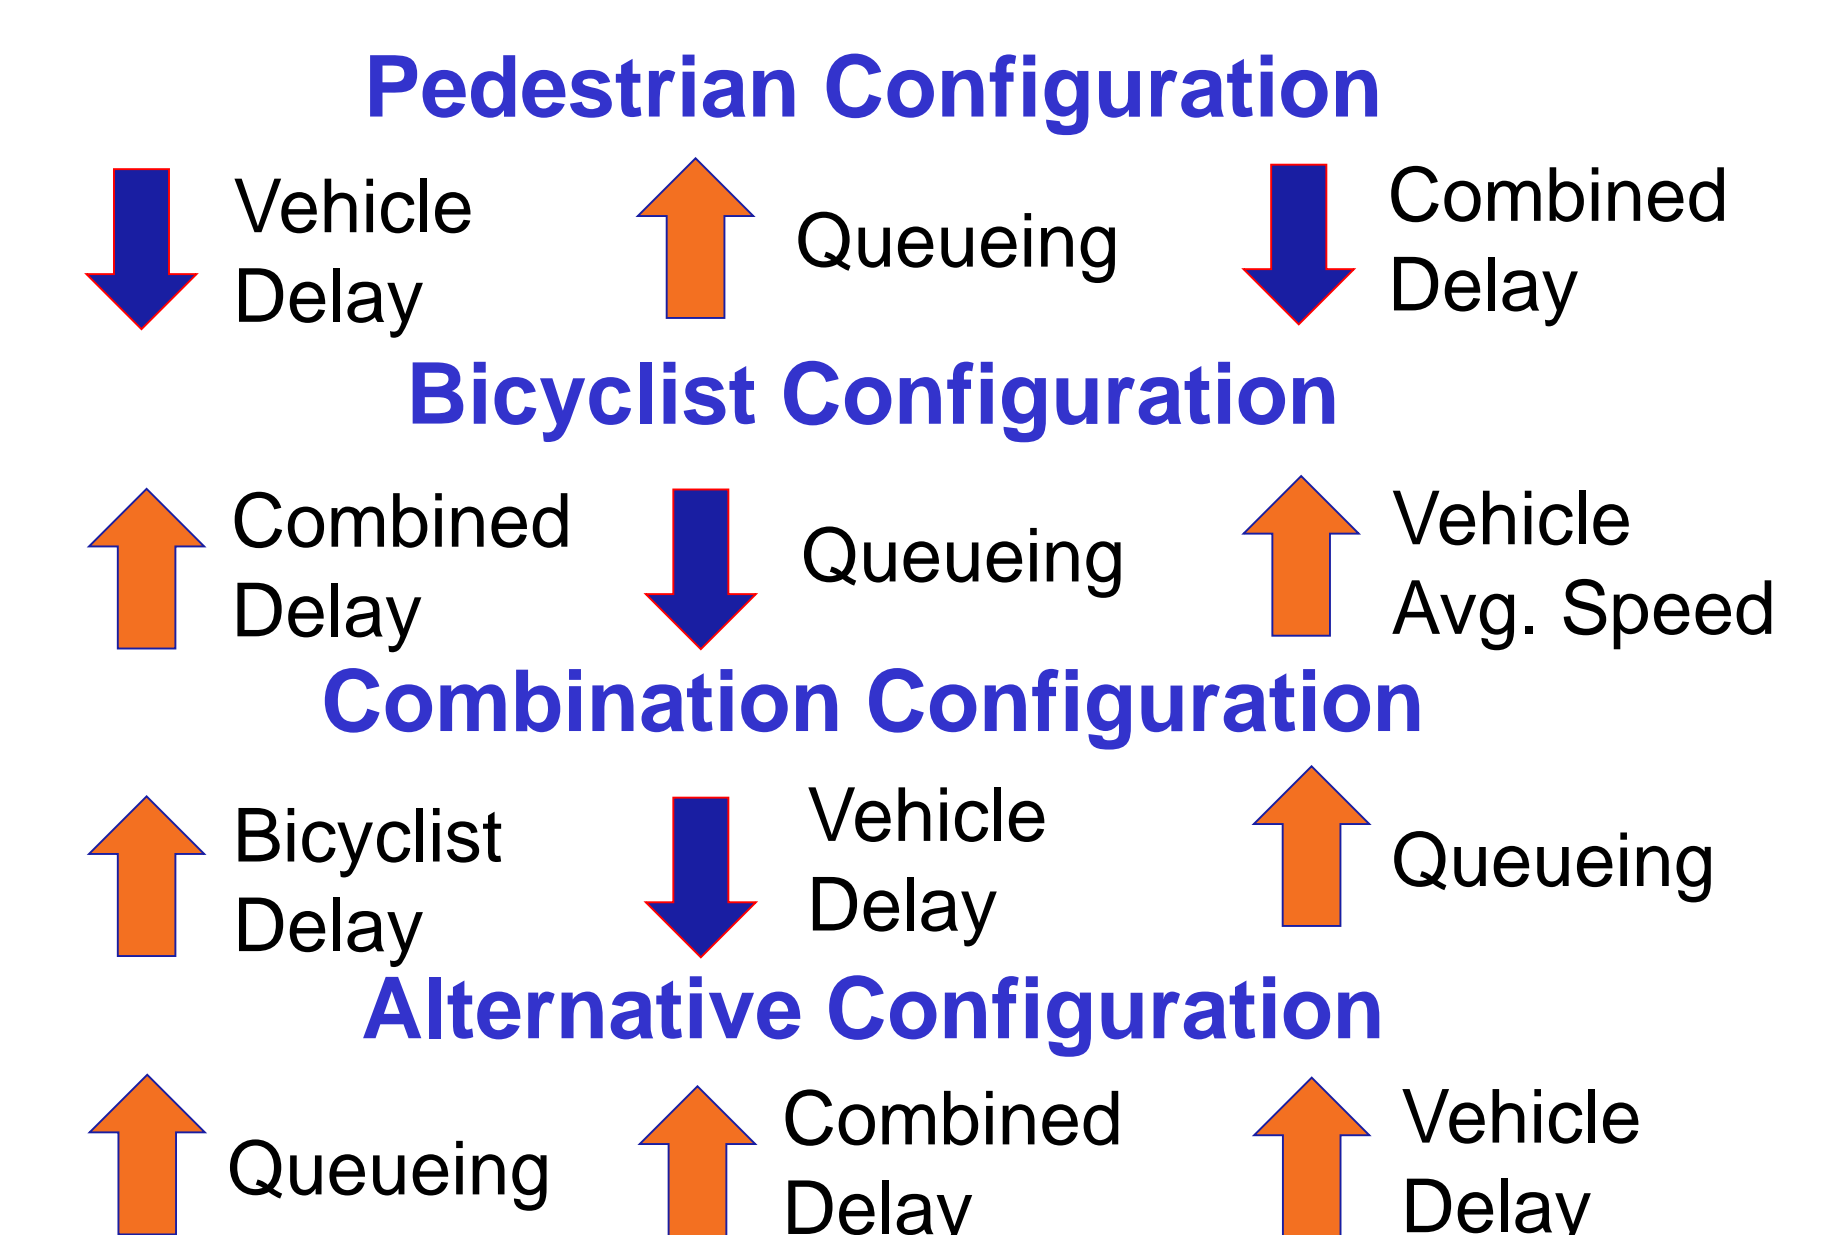 Pedestrian Configuration
Vehicle
Delay
Queueing
Combined
Delay
Bicyclist Configuration
Combined
Delay
Queueing
Vehicle
Avg. Speed
Combination Configuration
Bicyclist
Delay
Vehicle
Delay
Queueing
Alternative Configuration
Queueing
Combined
Delay
Vehicle
Delay